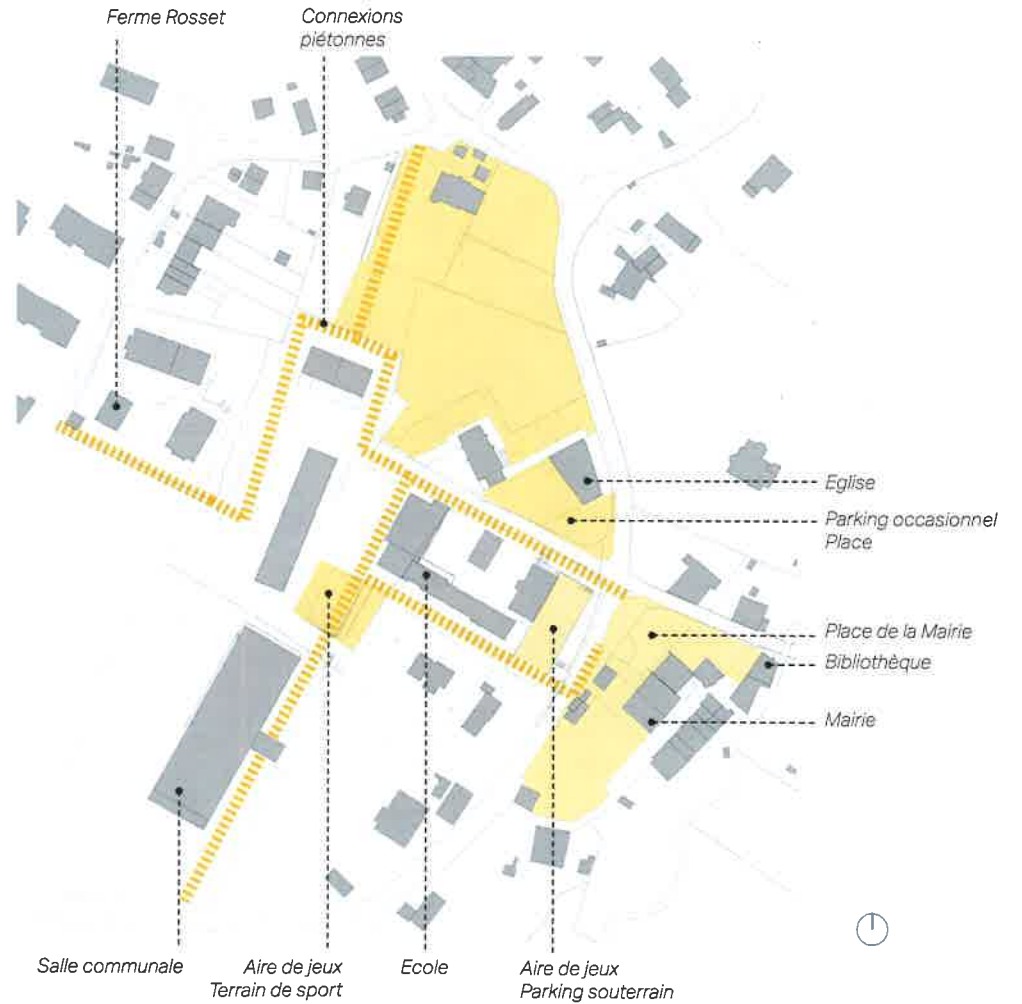 Ferme Rosset
Connexions
piétonnes
Eglise
Parking occasionnel
Place
Place de la Mairie
Bibliothèque
Mairie
Salle communale
Aire de jeux
Terrain de sport
Ecole
Aire de jeux
Parking souterrain